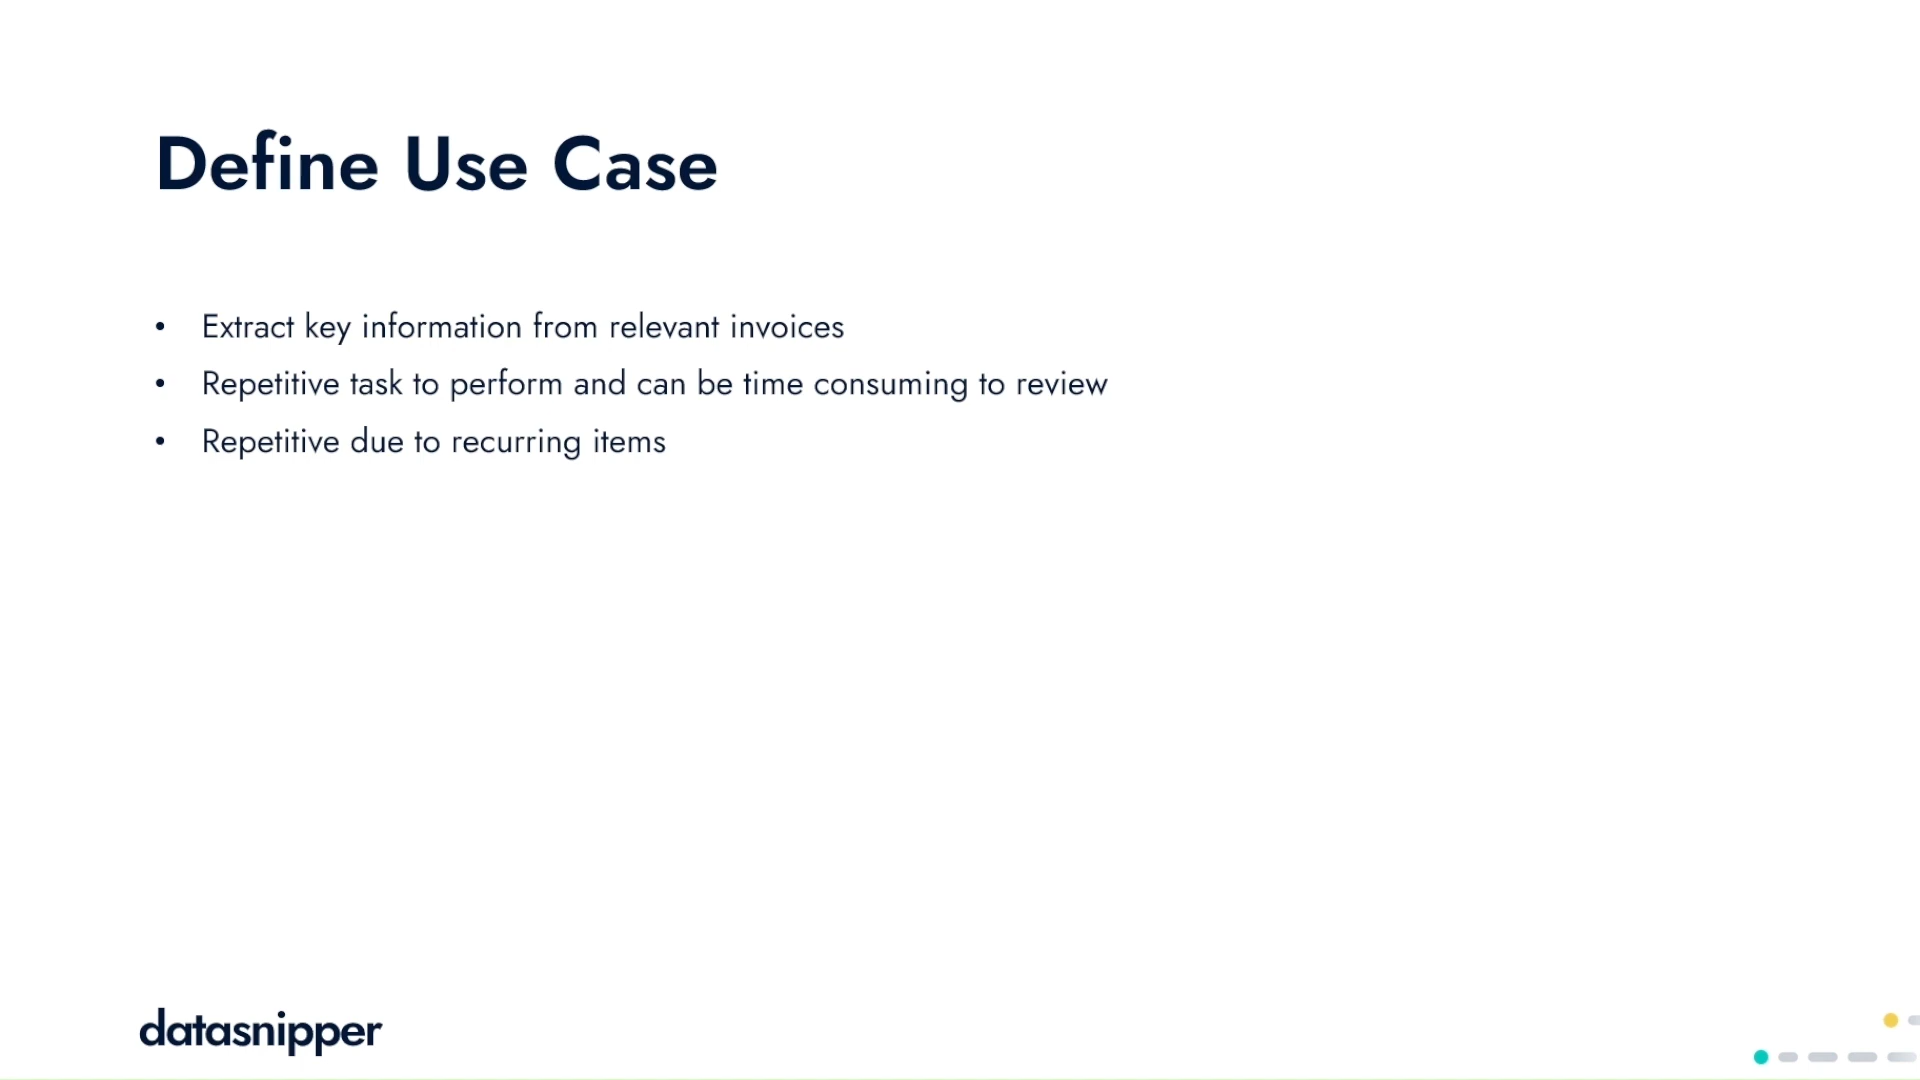 Define Use Case
• Extract key information from relevant invoices
• Repetitive task to perform and can be time consuming to review
• Repetitive due to recurring items
datasnipper